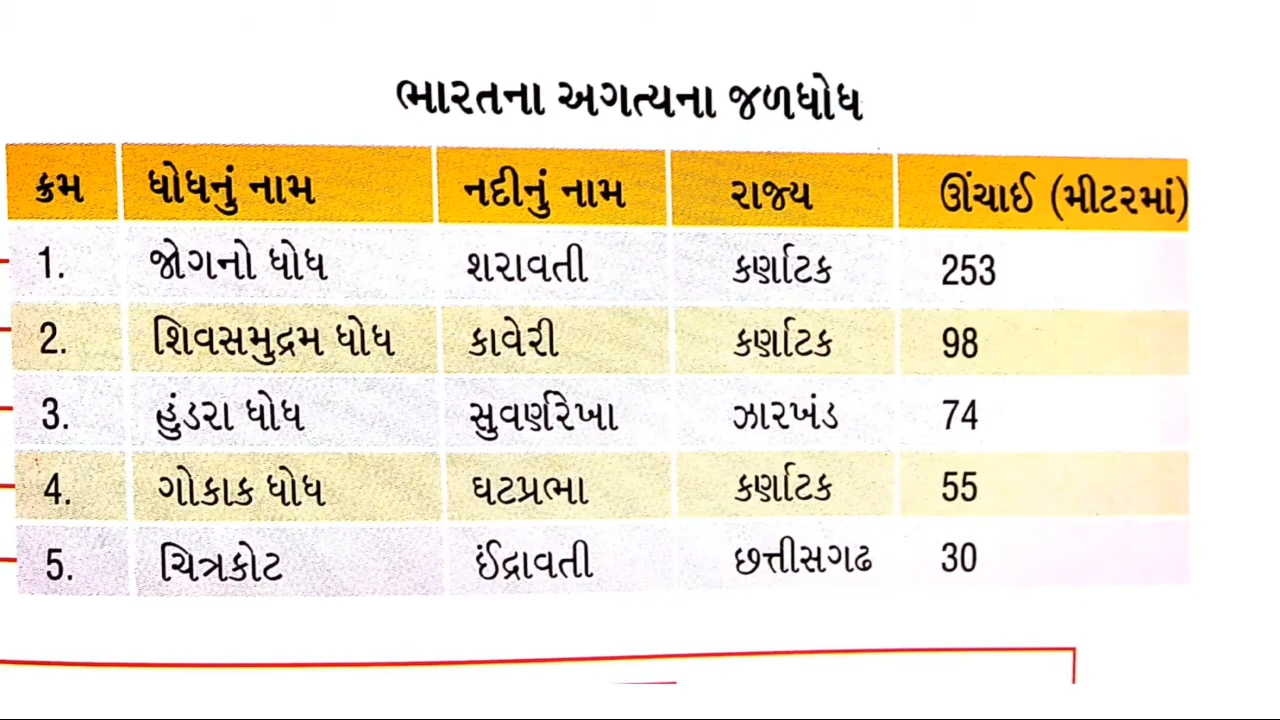 ભારતના અગત્યના જળધોધ
ક્રમ ધોધનું નામ નદીનું નામ રાજ્ય ઊંચાઈ (મીટરમાં)
1. જોગનો ધોધ શરાવતી કર્ણાટક 253
2. શિવસમુદ્રમ ધોધ કાવેરી કર્ણાટક 98
3. હુંડરા ધોધ સુવર્ણરેખા ઝારખંડ 74
4. ગોકાક ધોધ ઘટપ્રભા કર્ણાટક 55
5. ચિત્રકોટ ઈંદ્રાવતી છત્તીસગઢ 30